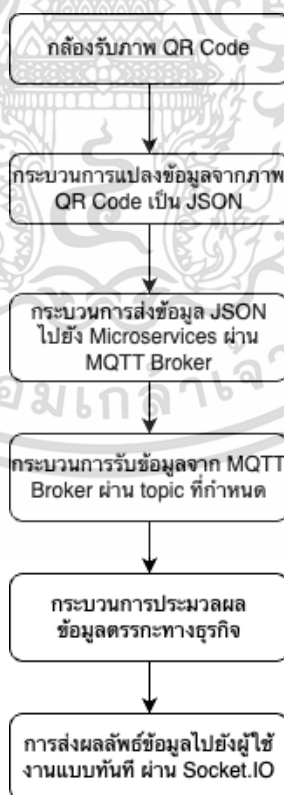 กล้องรับภาพ QR Code
กระบวนการแปลงข้อมูลจากภาพ
QR Code เป็น JSON
กระบวนการส่งข้อมูล JSON
ไปยัง Microservices ผ่าน
MQTT Broker
กระบวนการรับข้อมูลจาก MQTT
Broker ผ่าน topic ที่กำหนด
กระบวนการประมวลผล
ข้อมูลตรรกะทางธุรกิจ
การส่งผลลัพธ์ข้อมูลไปยังผู้ใช้
งานแบบทันที ผ่าน Socket.IO